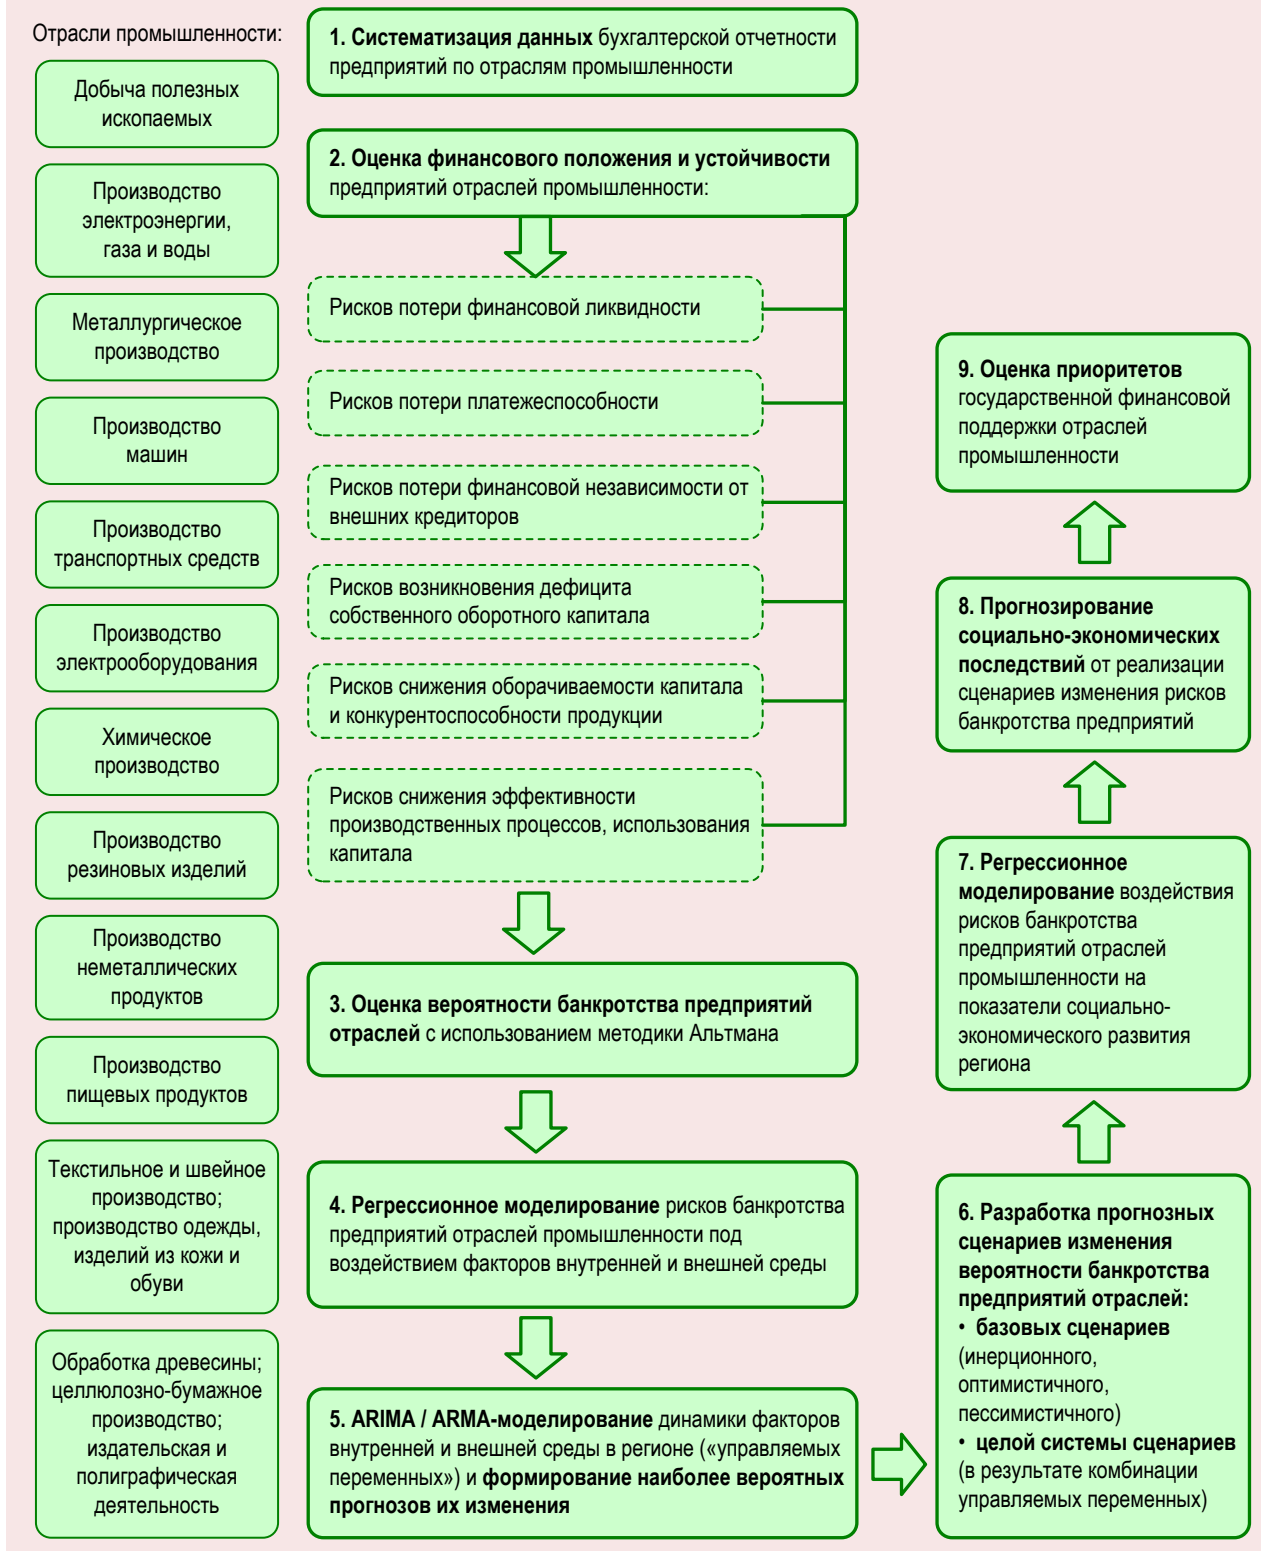 Отрасли промышленности:
Добыча полезных
ископаемых
Производство
электроэнергии,
газа и воды
Металлургическое
производство
Производство
машин
Производство
транспортных средств
Производство
электрооборудования
Химическое
производство
Производство
резиновых изделий
Производство
неметаллических
продуктов
Производство
пищевых продуктов
Текстильное и швейное
производство;
производство одежды,
изделий из кожи и
обуви
Обработка древесины;
целлюлозно-бумажное
производство;
издательская и
полиграфическая
деятельность
1. Систематизация данных бухгалтерской отчетности
предприятий по отраслям промышленности
2. Оценка финансового положения и устойчивости
предприятий отраслей промышленности:
Рисков потери финансовой ликвидности
Рисков потери платежеспособности
Рисков потери финансовой независимости от
внешних кредиторов
Рисков возникновения дефицита
собственного оборотного капитала
Рисков снижения оборачиваемости капитала
и конкурентоспособности продукции
Рисков снижения эффективности
производственных процессов, использования
капитала
3. Оценка вероятности банкротства предприятий
отраслей с использованием методики Альтмана
4. Регрессионное моделирование рисков банкротства
предприятий отраслей промышленности под
воздействием факторов внутренней и внешней среды
5. ARIMA / ARMA-моделирование динамики факторов
внутренней и внешней среды в регионе («управляемых
переменных») и формирование наиболее вероятных
прогнозов их изменения
6. Разработка прогнозных
сценариев изменения
вероятности банкротства
предприятий отраслей:
• базовых сценариев
(инерционного,
оптимистичного,
пессимистичного)
• целой системы сценариев
(в результате комбинации
управляемых переменных)
7. Регрессионное
моделирование воздействия
рисков банкротства
предприятий отраслей
промышленности на
показатели социально-
экономического развития
региона
8. Прогнозирование
социально-экономических
последствий от реализации
сценариев изменения рисков
банкротства предприятий
9. Оценка приоритетов
государственной финансовой
поддержки отраслей
промышленности